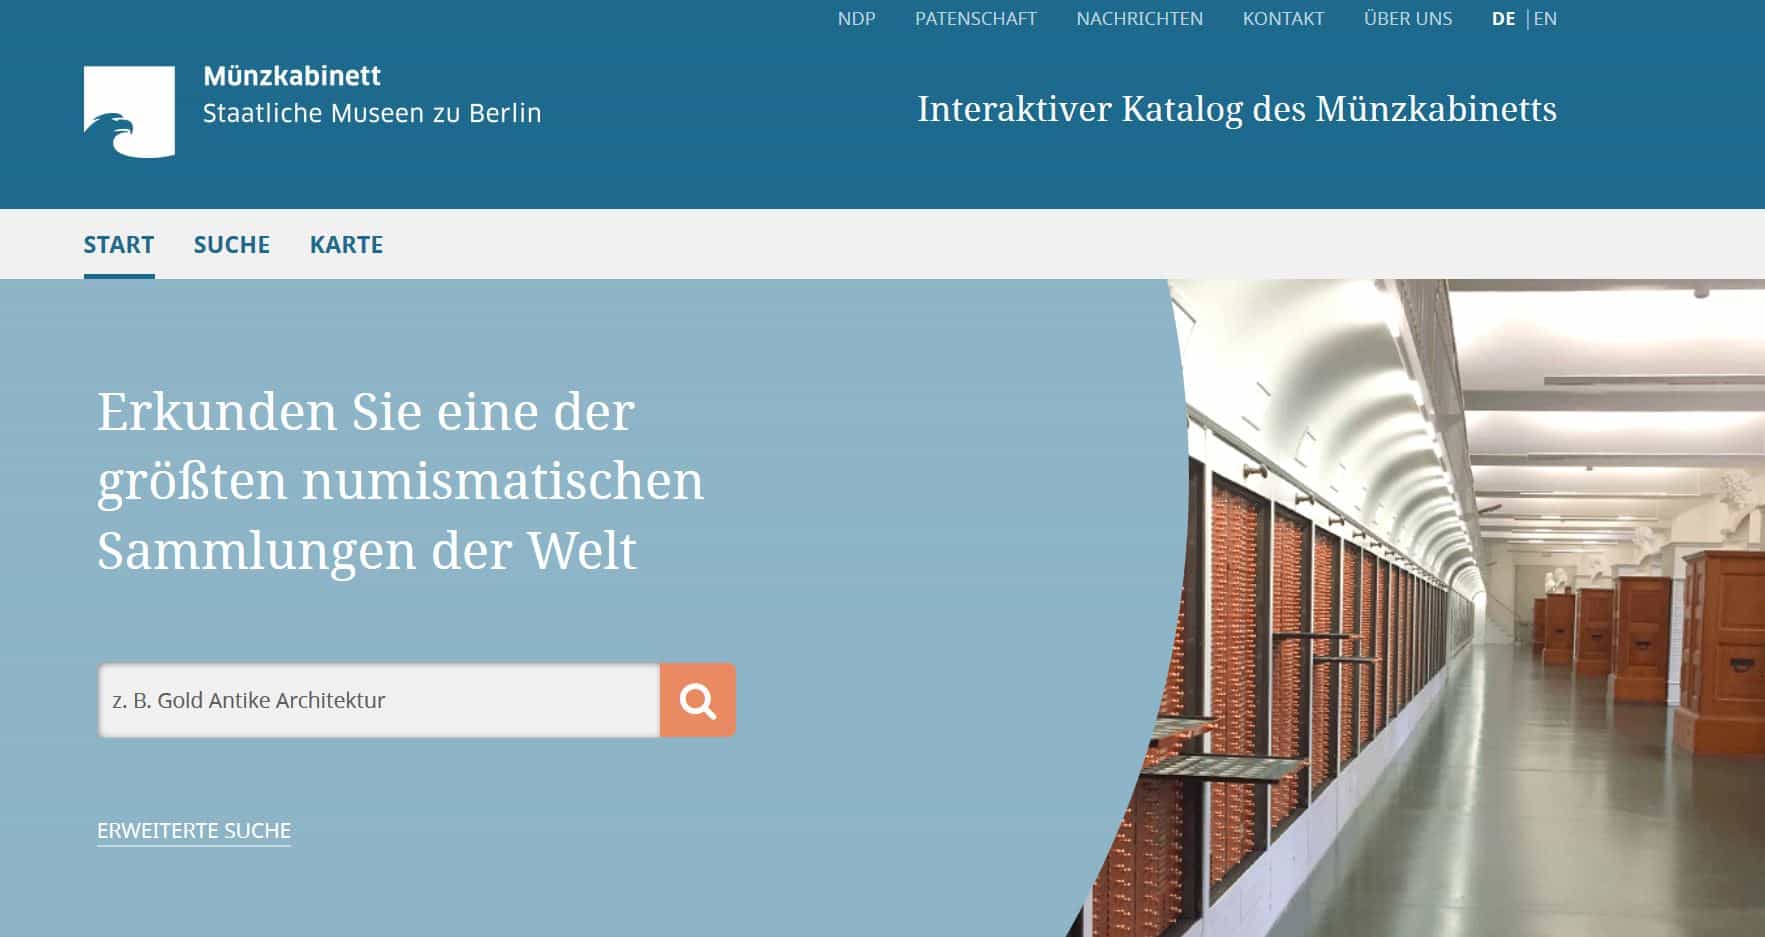 NDP PATENSCHAFT NACHRICHTEN KONTAKT ÜBER UNS DE | EN
Münzkabinett
Staatliche Museen zu Berlin
Interaktiver Katalog des Münzkabinetts
START SUCHE KARTE
Erkunden Sie eine der
größten numismatischen
Sammlungen der Welt
z. B. Gold Antike Architektur
ERWEITERTE SUCHE